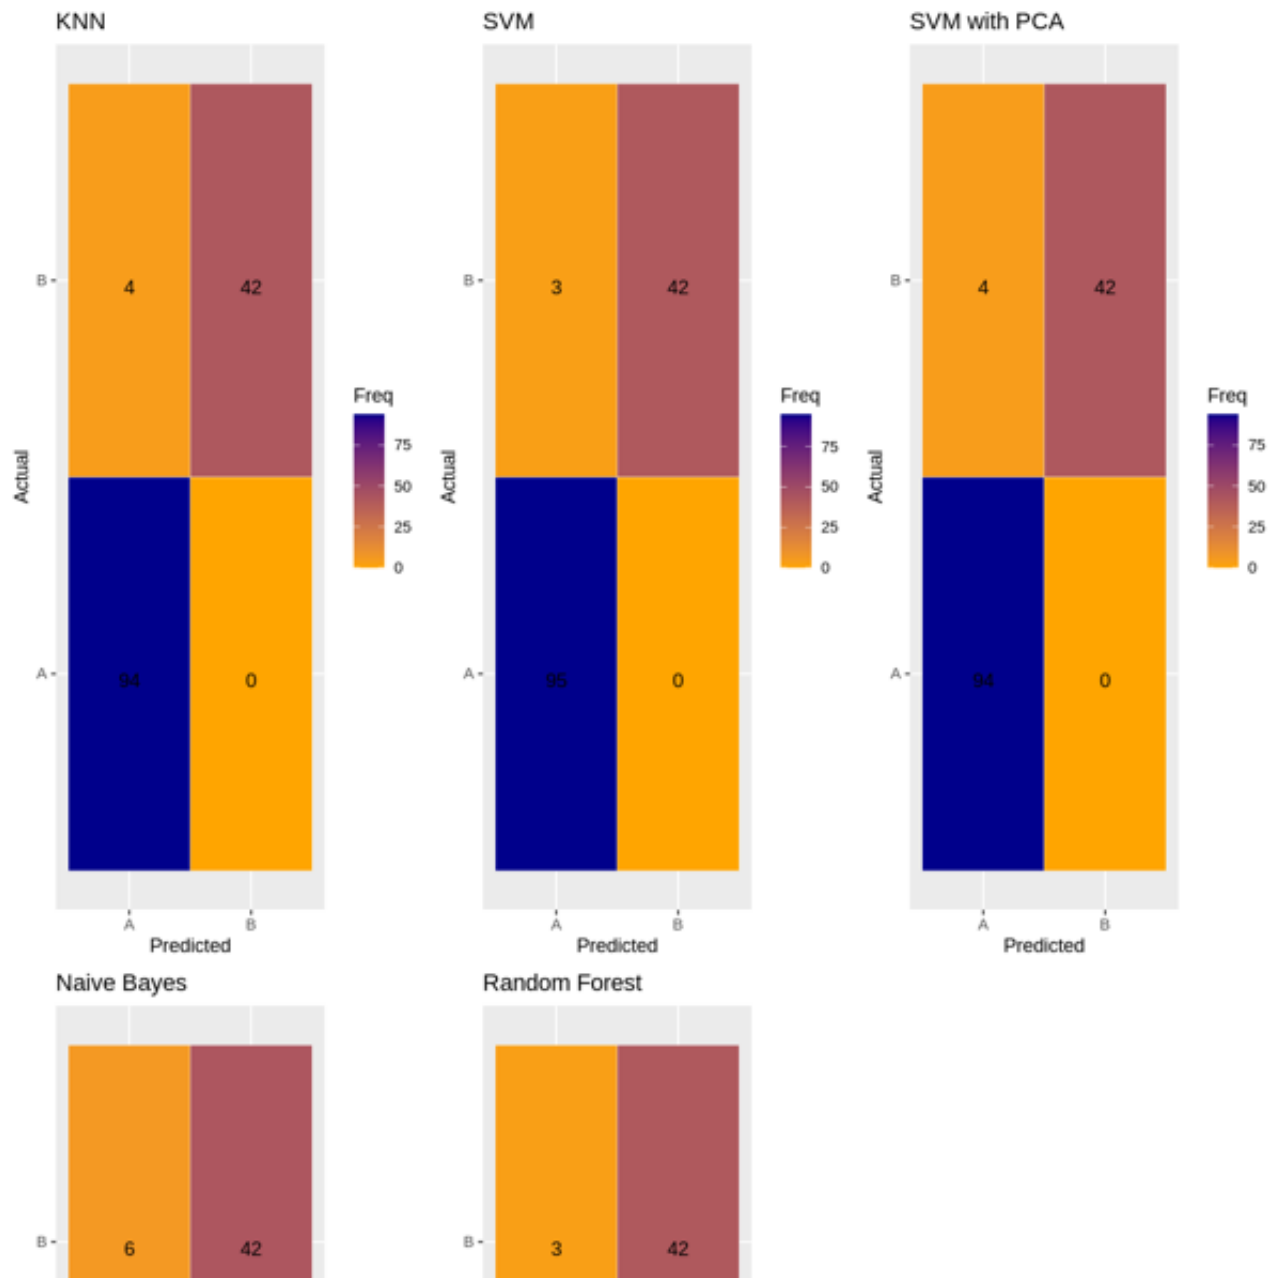 KNN
SVM
SVM with PCA
B
4
42
Freq
75
50
25
0
Actual
A
94
0
A
B
Predicted
B
3
42
Freq
75
50
25
0
Actual
A
95
0
A
B
Predicted
B
4
42
Freq
75
50
25
0
Actual
A
94
0
A
B
Predicted
Naive Bayes
Random Forest
B
6
42
B
3
42